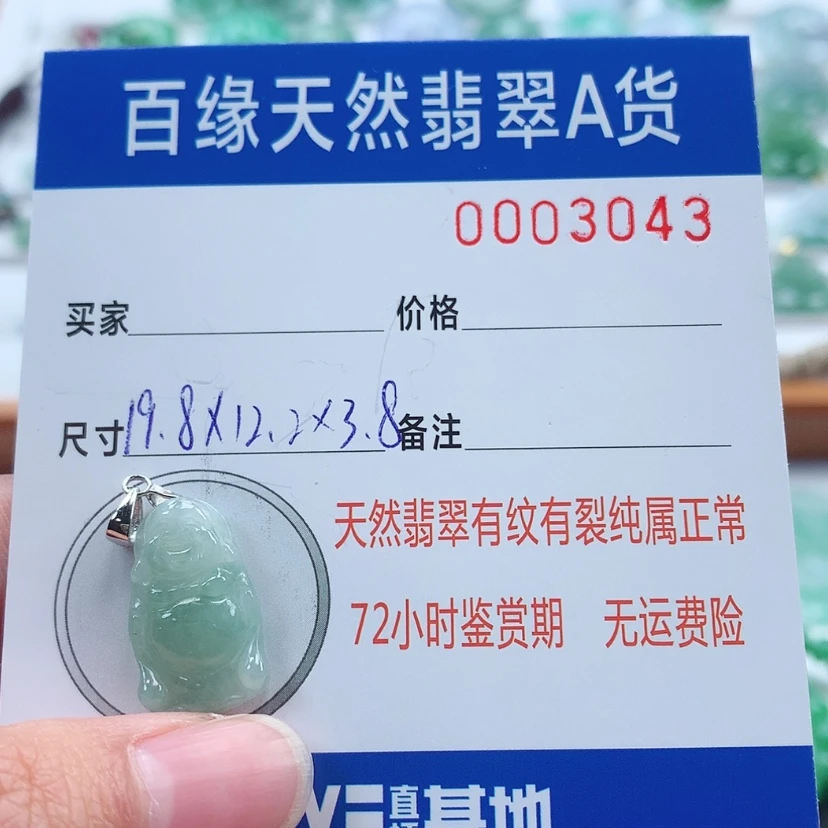 百缘天然翡翠A货
0003043
买家 价格
尺寸19.8X12.2X3.8 备注
天然翡翠有纹有裂纯属正常
72小时鉴赏期 无运费险
基地